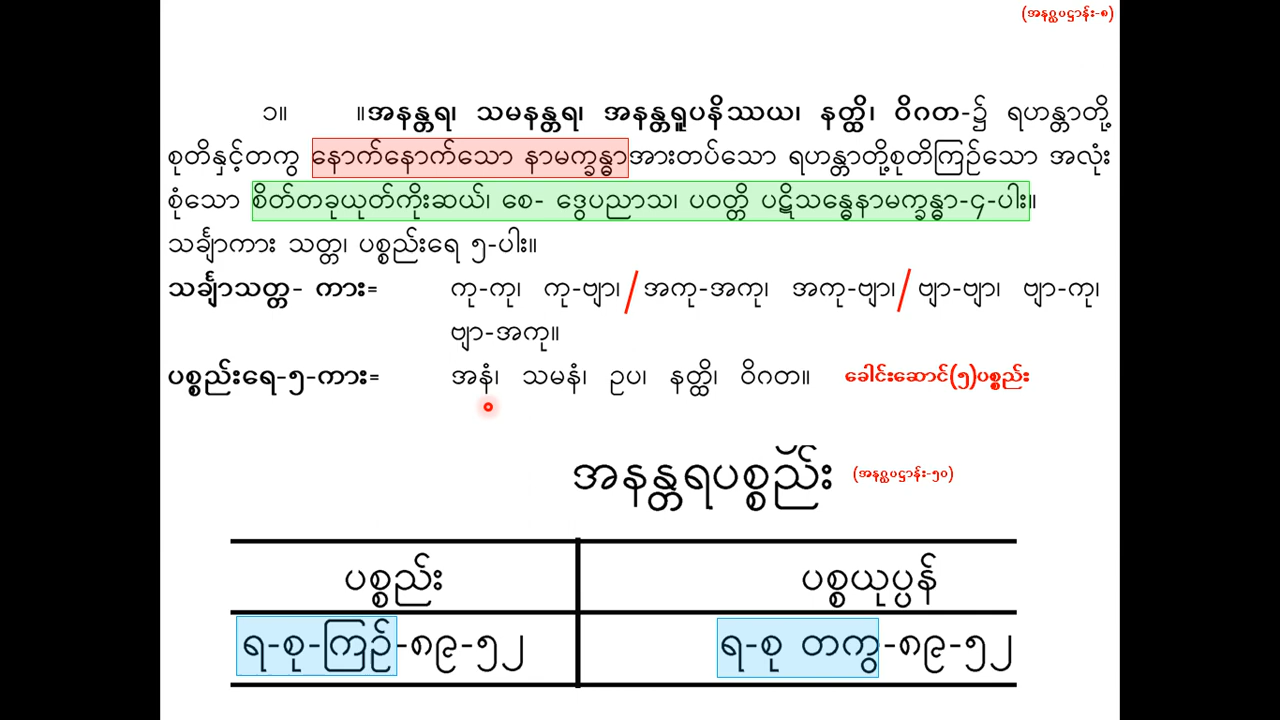 (အနဂ္ဃပဋ္ဌာန်း-၈)
၁။ ။အနန္တရ၊ သမနန္တရ၊ အနန္တရူပနိဿယ၊ နတ္ထိ၊ ဝိဂတ-၌ ရဟန္တာတို့
စုတိနှင့်တကွ နောက်နောက်သော နာမက္ခန္ဓာအားတပ်သော ရဟန္တာတို့စုတိကြဉ်သော အလုံး
စုံသော စိတ်တခုယုတ်ကိုးဆယ်၊ စေ- ဒွေပညာသ၊ ပဝတ္တိ ပဋိသန္ဓေနာမက္ခန္ဓာ-၄-ပါး။
သင်္ချာကား သတ္တ၊ ပစ္စည်းရေ ၅-ပါး။
သင်္ချာသတ္တ- ကား= ကု-ကု၊ ကု-ဗျာ၊/အကု-အကု၊ အကု-ဗျာ၊/ဗျာ-ဗျာ၊ ဗျာ-ကု၊
ဗျာ-အကု။
ပစ္စည်းရေ-၅-ကား= အနံ၊ သမနံ၊ ဥပ၊ နတ္ထိ၊ ဝိဂတ။ ခေါင်းဆောင်(၅)ပစ္စည်း
အနန္တရပစ္စည်း (အနဂ္ဃပဋ္ဌာန်း-၅၀)
ပစ္စည်း ပစ္စယုပ္ပန်
ရ-စု-ကြဉ်-၈၉-၅၂ ရ-စု တကွ-၈၉-၅၂